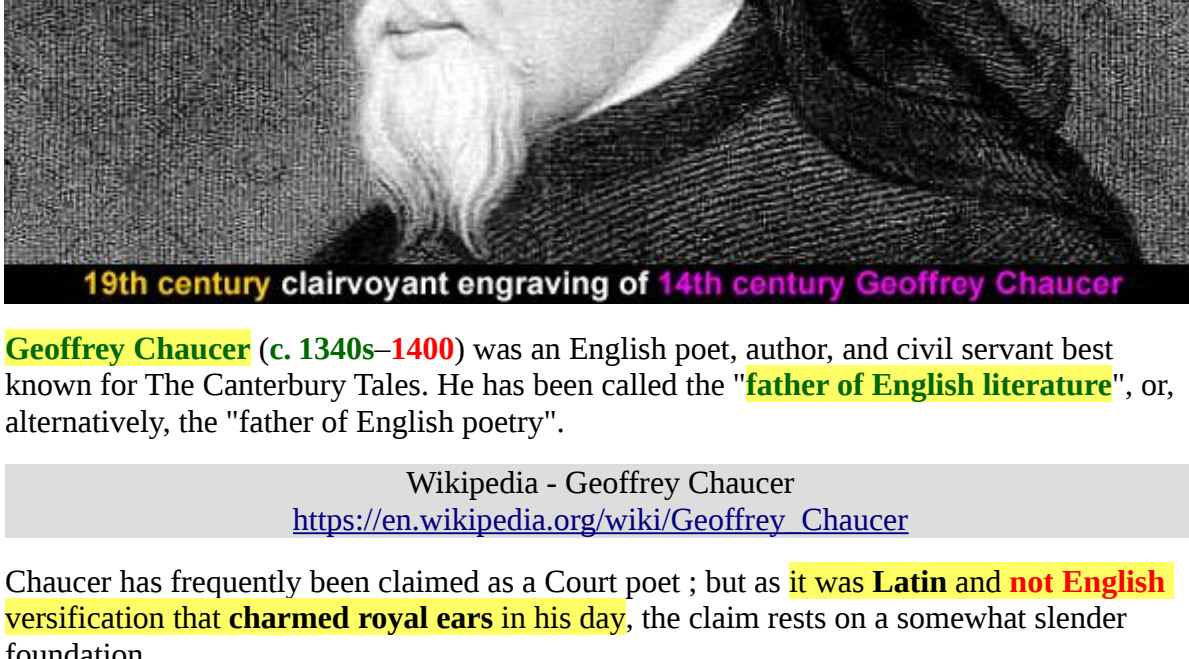 19th century clairvoyant engraving of 14th century Geoffrey Chaucer
Geoffrey Chaucer (c. 1340s–1400) was an English poet, author, and civil servant best
known for The Canterbury Tales. He has been called the "father of English literature", or,
alternatively, the "father of English poetry".
Wikipedia - Geoffrey Chaucer
https://en.wikipedia.org/wiki/Geoffrey_Chaucer
Chaucer has frequently been claimed as a Court poet ; but as it was Latin and not English
versification that charmed royal ears in his day, the claim rests on a somewhat slender
foundation